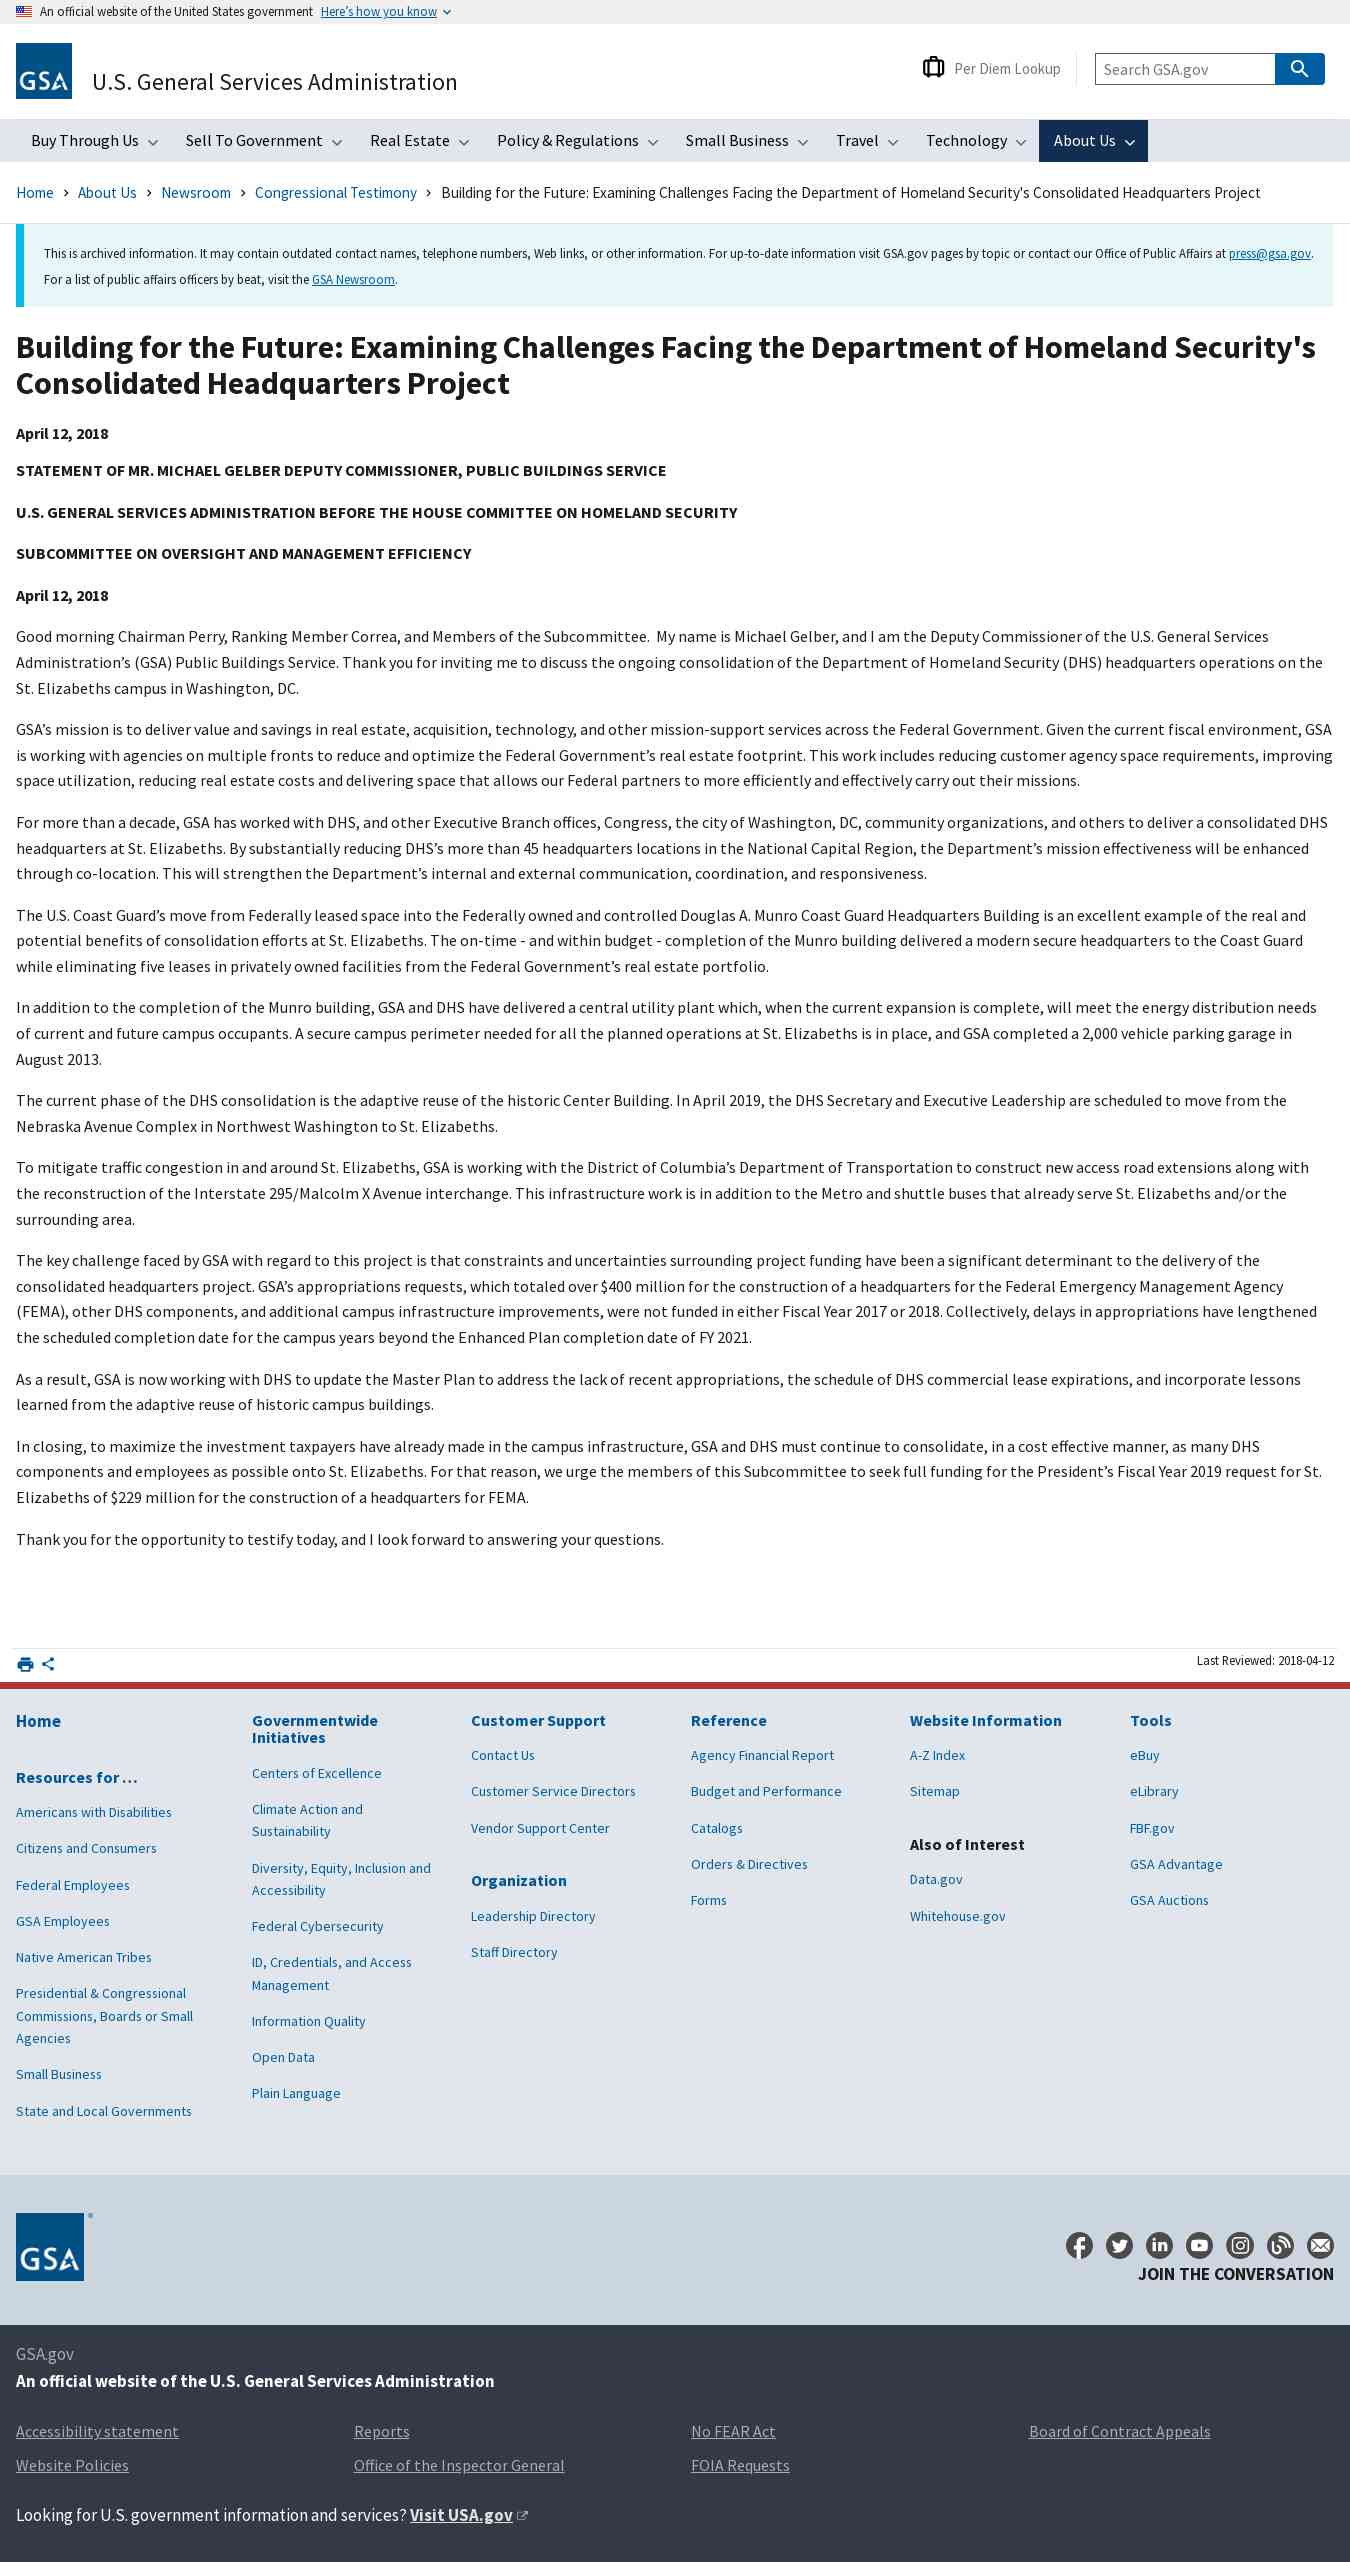 An official website of the United States government Here's how you know
GSA
U.S. General Services Administration
Per Diem Lookup
Search GSA.gov
Buy Through Us Sell To Government Real Estate Policy & Regulations Small Business Travel Technology About Us
Home About Us Newsroom Congressional Testimony Building for the Future: Examining Challenges Facing the Department of Homeland Security's Consolidated Headquarters Project
This is archived information. It may contain outdated contact names, telephone numbers, Web links, or other information. For up-to-date information visit GSA.gov pages by topic or contact our Office of Public Affairs at press@gsa.gov.
For a list of public affairs officers by beat, visit the GSA Newsroom.
Building for the Future: Examining Challenges Facing the Department of Homeland Security's
Consolidated Headquarters Project
April 12, 2018
STATEMENT OF MR. MICHAEL GELBER DEPUTY COMMISSIONER, PUBLIC BUILDINGS SERVICE
U.S. GENERAL SERVICES ADMINISTRATION BEFORE THE HOUSE COMMITTEE ON HOMELAND SECURITY
SUBCOMMITTEE ON OVERSIGHT AND MANAGEMENT EFFICIENCY
April 12, 2018
Good morning Chairman Perry, Ranking Member Correa, and Members of the Subcommittee.  My name is Michael Gelber, and I am the Deputy Commissioner of the U.S. General Services
Administration's (GSA) Public Buildings Service. Thank you for inviting me to discuss the ongoing consolidation of the Department of Homeland Security (DHS) headquarters operations on the
St. Elizabeths campus in Washington, DC.
GSA's mission is to deliver value and savings in real estate, acquisition, technology, and other mission-support services across the Federal Government. Given the current fiscal environment, GSA
is working with agencies on multiple fronts to reduce and optimize the Federal Government's real estate footprint. This work includes reducing customer agency space requirements, improving
space utilization, reducing real estate costs and delivering space that allows our Federal partners to more efficiently and effectively carry out their missions.
For more than a decade, GSA has worked with DHS, and other Executive Branch offices, Congress, the city of Washington, DC, community organizations, and others to deliver a consolidated DHS
headquarters at St. Elizabeths. By substantially reducing DHS's more than 45 headquarters locations in the National Capital Region, the Department's mission effectiveness will be enhanced
through co-location. This will strengthen the Department's internal and external communication, coordination, and responsiveness.
The U.S. Coast Guard's move from Federally leased space into the Federally owned and controlled Douglas A. Munro Coast Guard Headquarters Building is an excellent example of the real and
potential benefits of consolidation efforts at St. Elizabeths. The on-time - and within budget - completion of the Munro building delivered a modern secure headquarters to the Coast Guard
while eliminating five leases in privately owned facilities from the Federal Government's real estate portfolio.
In addition to the completion of the Munro building, GSA and DHS have delivered a central utility plant which, when the current expansion is complete, will meet the energy distribution needs
of current and future campus occupants. A secure campus perimeter needed for all the planned operations at St. Elizabeths is in place, and GSA completed a 2,000 vehicle parking garage in
August 2013.
The current phase of the DHS consolidation is the adaptive reuse of the historic Center Building. In April 2019, the DHS Secretary and Executive Leadership are scheduled to move from the
Nebraska Avenue Complex in Northwest Washington to St. Elizabeths.
To mitigate traffic congestion in and around St. Elizabeths, GSA is working with the District of Columbia's Department of Transportation to construct new access road extensions along with
the reconstruction of the Interstate 295/Malcolm X Avenue interchange. This infrastructure work is in addition to the Metro and shuttle buses that already serve St. Elizabeths and/or the
surrounding area.
The key challenge faced by GSA with regard to this project is that constraints and uncertainties surrounding project funding have been a significant determinant to the delivery of the
consolidated headquarters project. GSA's appropriations requests, which totaled over $400 million for the construction of a headquarters for the Federal Emergency Management Agency
(FEMA), other DHS components, and additional campus infrastructure improvements, were not funded in either Fiscal Year 2017 or 2018. Collectively, delays in appropriations have lengthened
the scheduled completion date for the campus years beyond the Enhanced Plan completion date of FY 2021.
As a result, GSA is now working with DHS to update the Master Plan to address the lack of recent appropriations, the schedule of DHS commercial lease expirations, and incorporate lessons
learned from the adaptive reuse of historic campus buildings.
In closing, to maximize the investment taxpayers have already made in the campus infrastructure, GSA and DHS must continue to consolidate, in a cost effective manner, as many DHS
components and employees as possible onto St. Elizabeths. For that reason, we urge the members of this Subcommittee to seek full funding for the President's Fiscal Year 2019 request for St.
Elizabeths of $229 million for the construction of a headquarters for FEMA.
Thank you for the opportunity to testify today, and I look forward to answering your questions.
Last Reviewed: 2018-04-12
Home
Resources for …
Americans with Disabilities
Citizens and Consumers
Federal Employees
GSA Employees
Native American Tribes
Presidential & Congressional
Commissions, Boards or Small
Agencies
Small Business
State and Local Governments
Governmentwide
Initiatives
Centers of Excellence
Climate Action and
Sustainability
Diversity, Equity, Inclusion and
Accessibility
Federal Cybersecurity
ID, Credentials, and Access
Management
Information Quality
Open Data
Plain Language
Customer Support
Contact Us
Customer Service Directors
Vendor Support Center
Organization
Leadership Directory
Staff Directory
Reference
Agency Financial Report
Budget and Performance
Catalogs
Orders & Directives
Forms
Website Information
A-Z Index
Sitemap
Also of Interest
Data.gov
Whitehouse.gov
Tools
eBuy
eLibrary
FBF.gov
GSA Advantage
GSA Auctions
GSA
JOIN THE CONVERSATION
GSA.gov
An official website of the U.S. General Services Administration
Accessibility statement Reports No FEAR Act Board of Contract Appeals
Website Policies Office of the Inspector General FOIA Requests
Looking for U.S. government information and services? Visit USA.gov